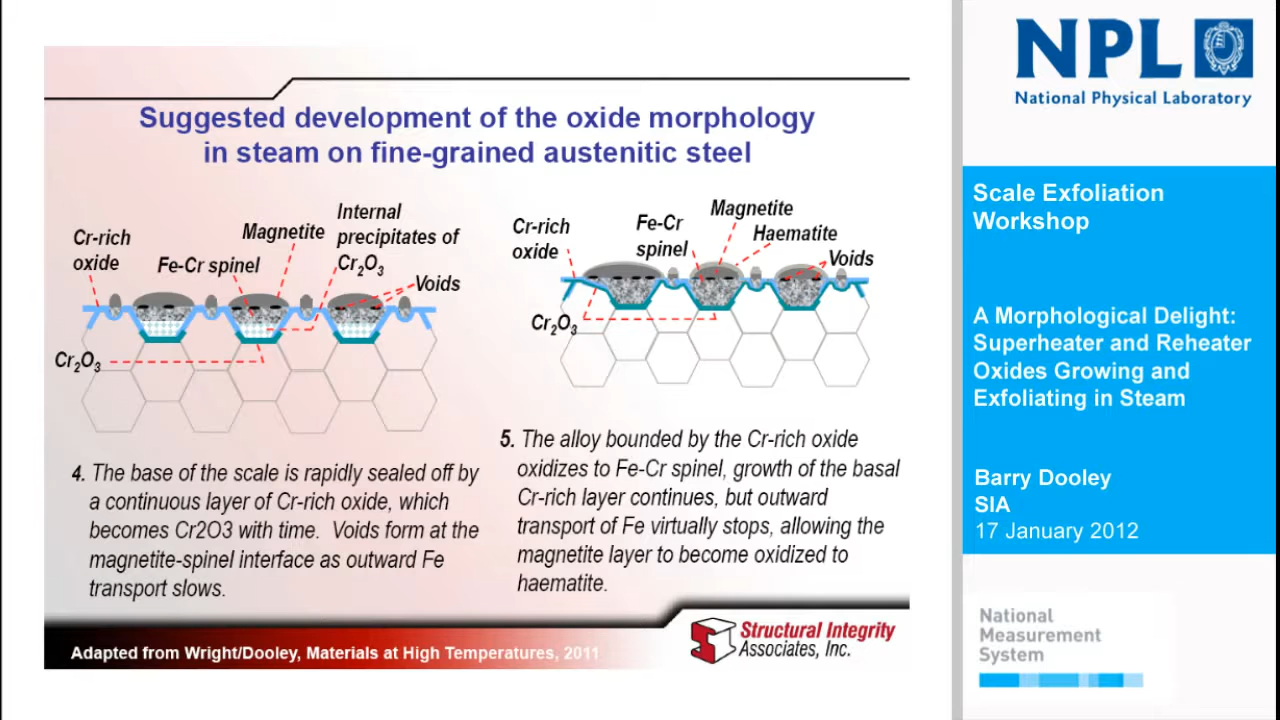 Suggested development of the oxide morphology
in steam on fine-grained austenitic steel
Cr-rich
oxide
Fe-Cr spinel
Magnetite
Internal
precipitates of
Cr2O3
Voids
Cr2O3
4. The base of the scale is rapidly sealed off by
a continuous layer of Cr-rich oxide, which
becomes Cr2O3 with time. Voids form at the
magnetite-spinel interface as outward Fe
transport slows.
Cr-rich
oxide
Fe-Cr
spinel
Magnetite
Haematite
Voids
Cr2O3
5. The alloy bounded by the Cr-rich oxide
oxidizes to Fe-Cr spinel, growth of the basal
Cr-rich layer continues, but outward
transport of Fe virtually stops, allowing the
magnetite layer to become oxidized to
haematite.
Adapted from Wright/Dooley, Materials at High Temperatures, 2011
Structural Integrity
Associates, Inc.
NPL
National Physical Laboratory
Scale Exfoliation
Workshop
A Morphological Delight:
Superheater and Reheater
Oxides Growing and
Exfoliating in Steam
Barry Dooley
SIA
17 January 2012
National
Measurement
System